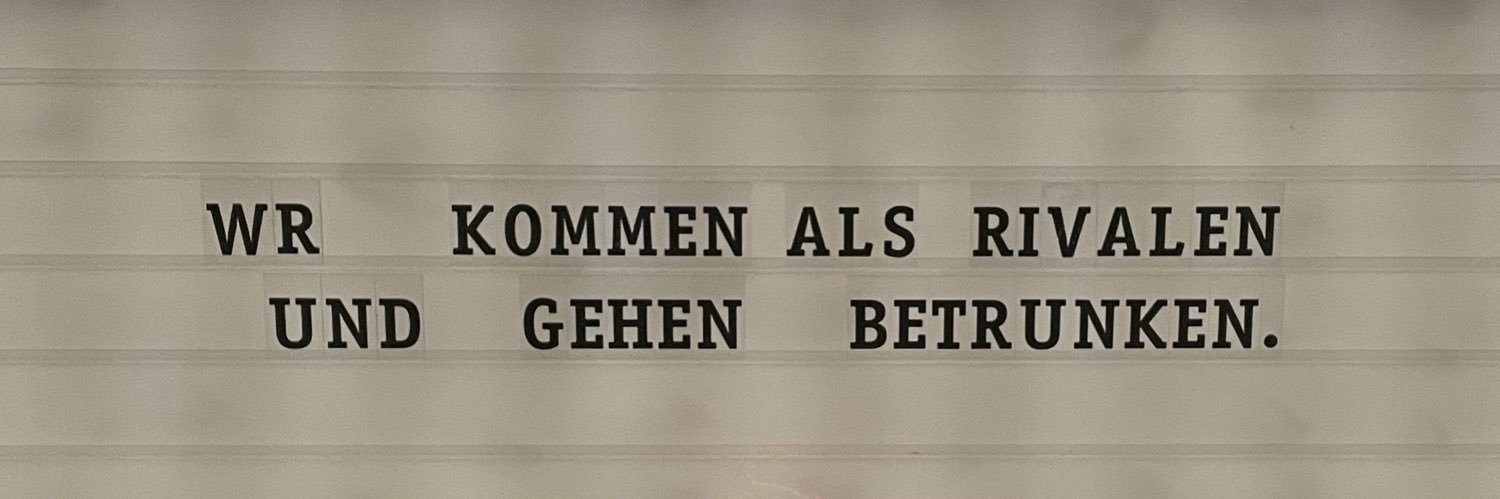 WR KOMMEN ALS RIVALEN
UND GEHEN BETRUNKEN.